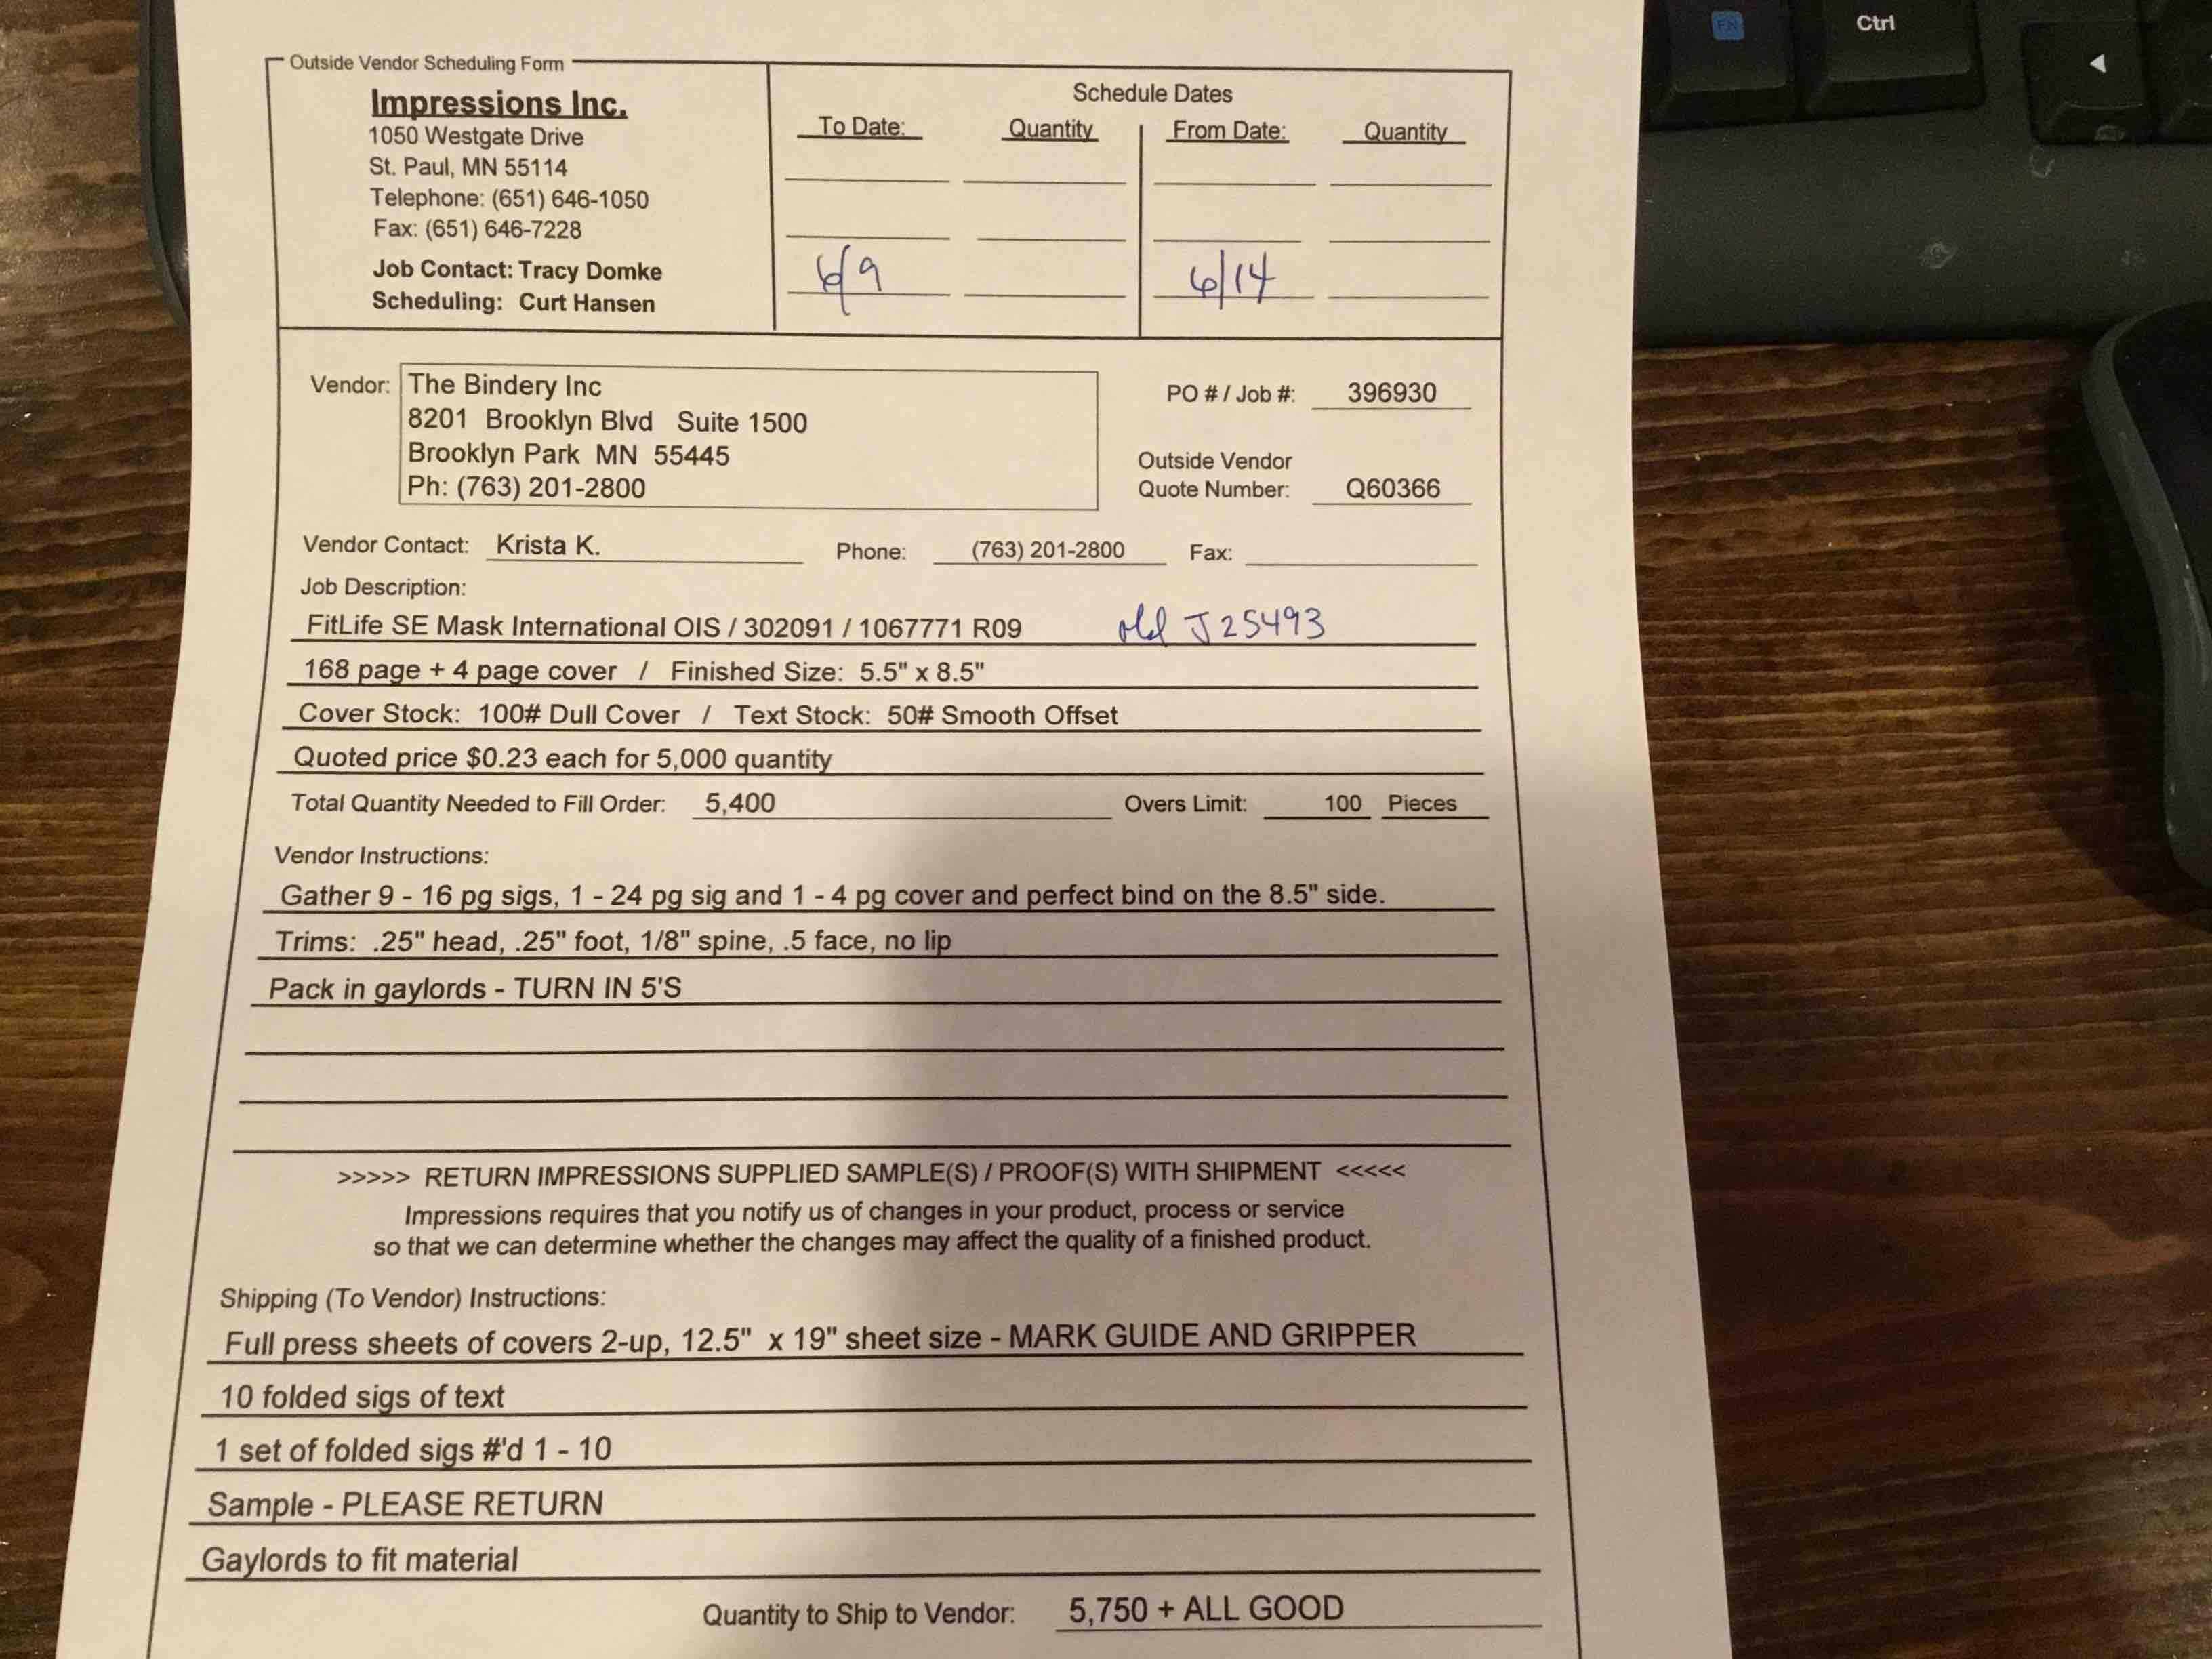 Outside Vendor Scheduling Form
Impressions Inc.
1050 Westgate Drive
St. Paul, MN 55114
Telephone: (651) 646-1050
Fax: (651) 646-7228
Job Contact: Tracy Domke
Scheduling: Curt Hansen
Schedule Dates
To Date: Quantity From Date: Quantity
6/9 6/14
Vendor: The Bindery Inc
8201 Brooklyn Blvd Suite 1500
Brooklyn Park MN 55445
Ph: (763) 201-2800
PO # / Job #: 396930
Outside Vendor
Quote Number: Q60366
Vendor Contact: Krista K. Phone: (763) 201-2800 Fax:
Job Description:
FitLife SE Mask International OIS / 302091 / 1067771 R09 old J25493
168 page + 4 page cover / Finished Size: 5.5" x 8.5"
Cover Stock: 100# Dull Cover / Text Stock: 50# Smooth Offset
Quoted price $0.23 each for 5,000 quantity
Total Quantity Needed to Fill Order: 5,400 Overs Limit: 100 Pieces
Vendor Instructions:
Gather 9 - 16 pg sigs, 1 - 24 pg sig and 1 - 4 pg cover and perfect bind on the 8.5" side.
Trims: .25" head, .25" foot, 1/8" spine, .5 face, no lip
Pack in gaylords - TURN IN 5'S
>>>>> RETURN IMPRESSIONS SUPPLIED SAMPLE(S) / PROOF(S) WITH SHIPMENT <<<<<
Impressions requires that you notify us of changes in your product, process or service
so that we can determine whether the changes may affect the quality of a finished product.
Shipping (To Vendor) Instructions:
Full press sheets of covers 2-up, 12.5" x 19" sheet size - MARK GUIDE AND GRIPPER
10 folded sigs of text
1 set of folded sigs #'d 1 - 10
Sample - PLEASE RETURN
Gaylords to fit material
Quantity to Ship to Vendor: 5,750 + ALL GOOD
FN
Ctrl